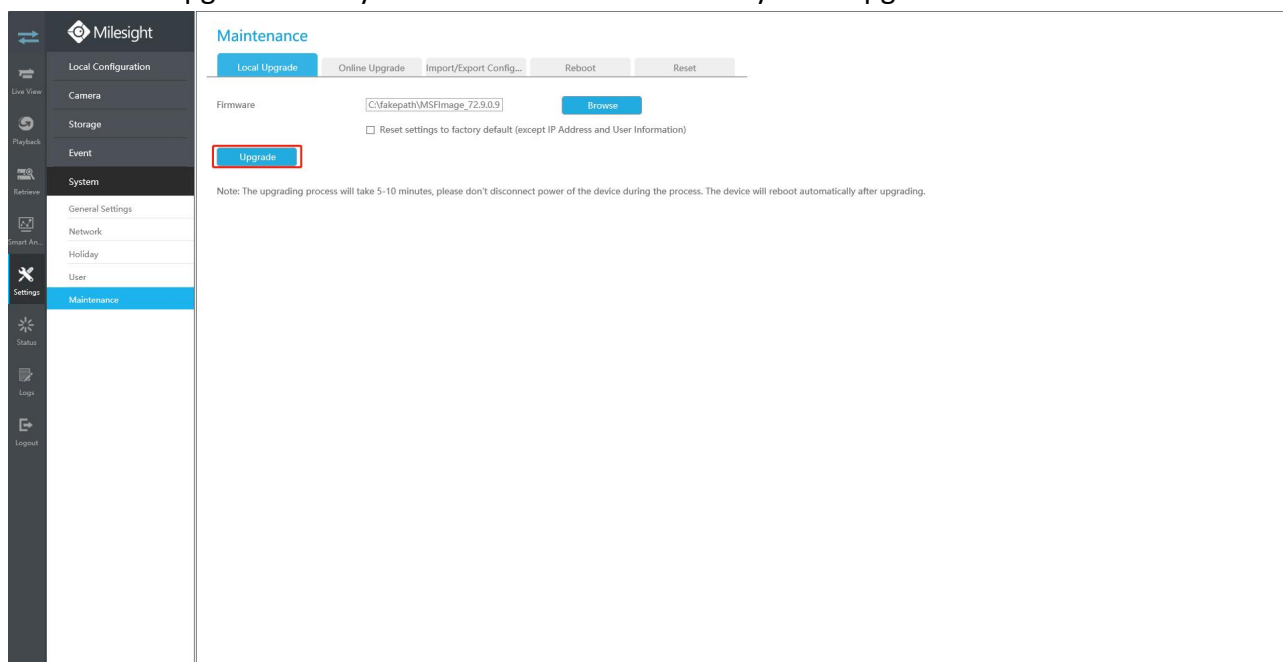 Milesight
Local Configuration
Camera
Storage
Event
System
General Settings
Network
Holiday
User
Maintenance
Live View
Playback
Retrieve
Smart An...
Settings
Status
Logs
Logout
Maintenance
Local Upgrade Online Upgrade Import/Export Config... Reboot Reset
Firmware C:\fakepath\MSFImage_72.9.0.9 Browse
Reset settings to factory default (except IP Address and User Information)
Upgrade
Note: The upgrading process will take 5-10 minutes, please don't disconnect power of the device during the process. The device will reboot automatically after upgrading.